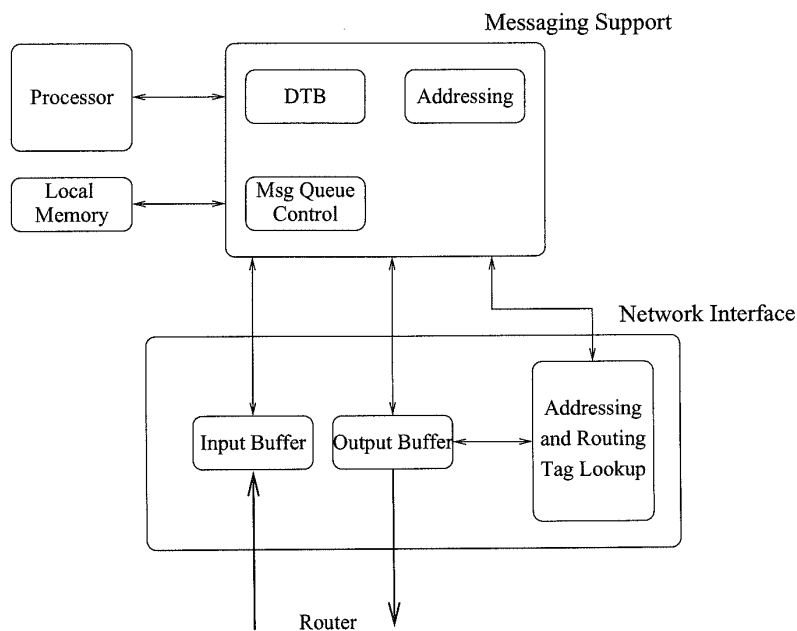 Messaging Support
Processor
DTB
Addressing
Local
Memory
Msg Queue
Control
Network Interface
Input Buffer
Output Buffer
Addressing
and Routing
Tag Lookup
Router